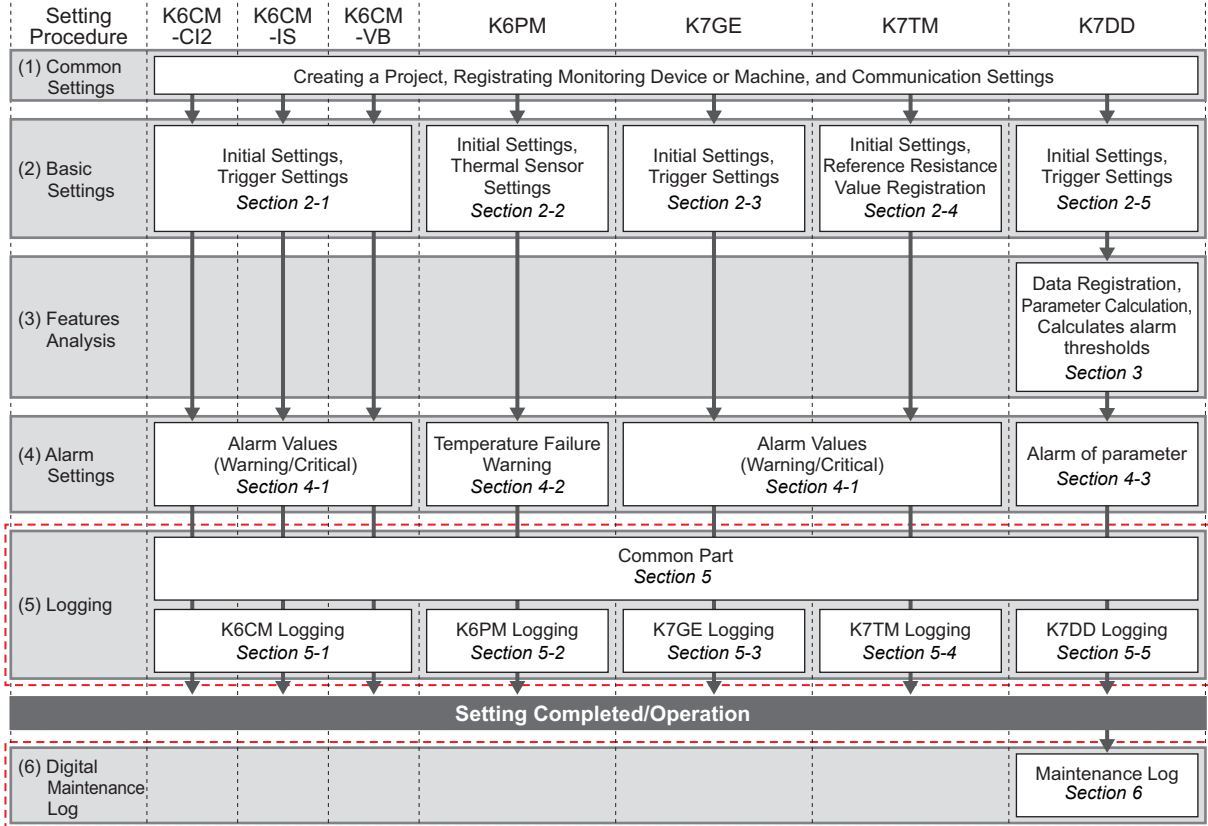 Setting
Procedure
K6CM
-CI2
K6CM
-IS
K6CM
-VB
K6PM
K7GE
K7TM
K7DD
(1) Common
Settings
Creating a Project, Registrating Monitoring Device or Machine, and Communication Settings
(2) Basic
Settings
Initial Settings,
Trigger Settings
Section 2-1
Initial Settings,
Thermal Sensor
Settings
Section 2-2
Initial Settings,
Trigger Settings
Section 2-3
Initial Settings,
Reference Resistance
Value Registration
Section 2-4
Initial Settings,
Trigger Settings
Section 2-5
(3) Features
Analysis
Data Registration,
Parameter Calculation,
Calculates alarm
thresholds
Section 3
(4) Alarm
Settings
Alarm Values
(Warning/Critical)
Section 4-1
Temperature Failure
Warning
Section 4-2
Alarm Values
(Warning/Critical)
Section 4-1
Alarm of parameter
Section 4-3
(5) Logging
Common Part
Section 5
K6CM Logging
Section 5-1
K6PM Logging
Section 5-2
K7GE Logging
Section 5-3
K7TM Logging
Section 5-4
K7DD Logging
Section 5-5
Setting Completed/Operation
(6) Digital
Maintenance
Log
Maintenance Log
Section 6